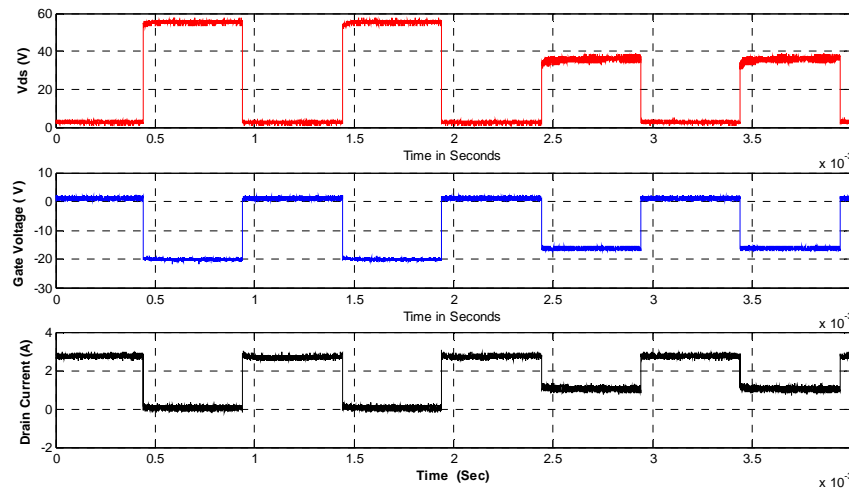 Vds (V)
60
40
20
0
0 0.5 1 1.5 2 2.5 3 3.5
Time in Seconds
x 10⁻³
Gate Voltage ( V)
10
0
-10
-20
-30
0 0.5 1 1.5 2 2.5 3 3.5
Time in Seconds
x 10⁻³
Drain Current (A)
4
2
0
-2
0 0.5 1 1.5 2 2.5 3 3.5
Time (Sec)
x 10⁻³